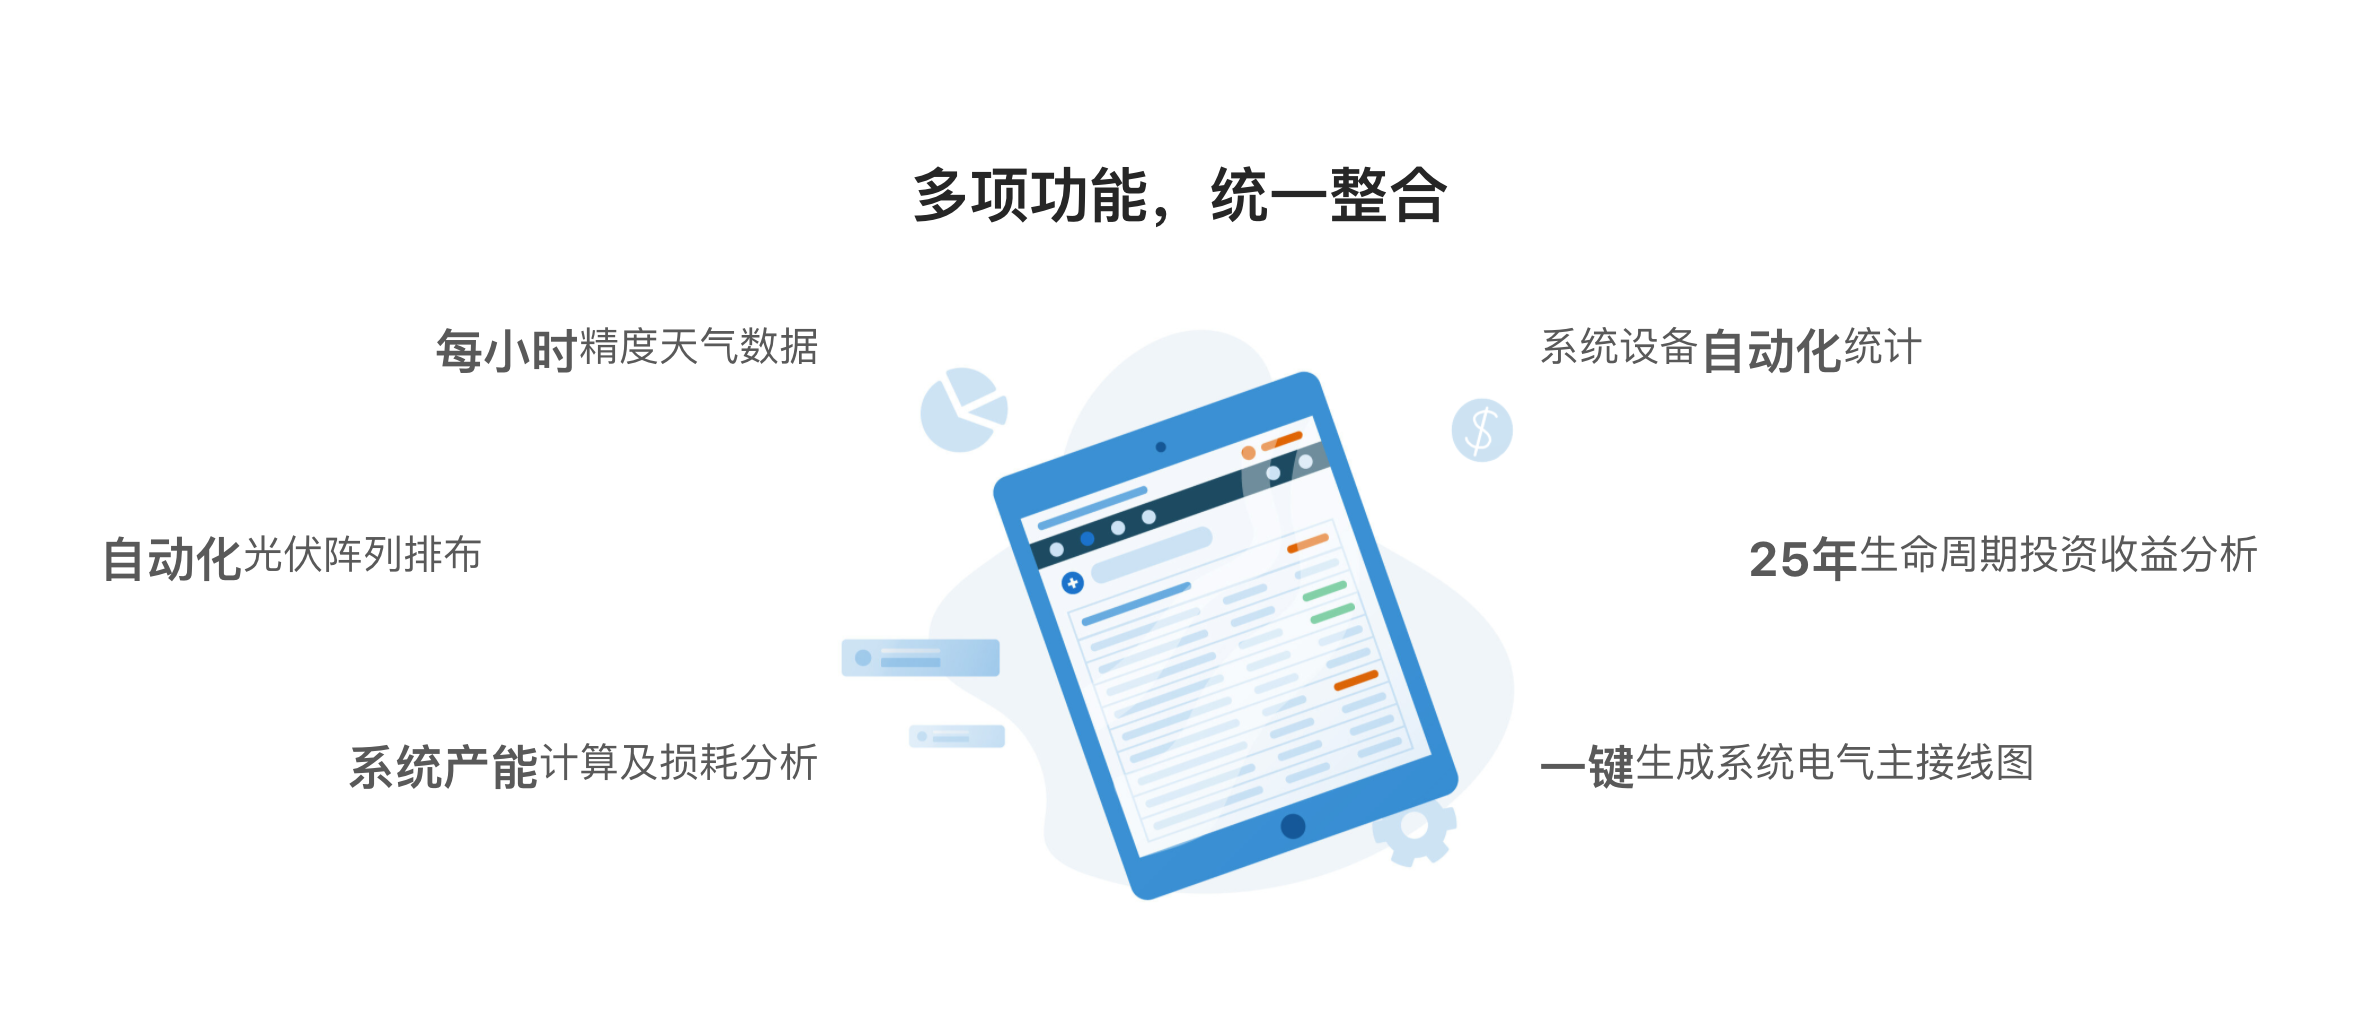 多项功能，统一整合
每小时精度天气数据
系统设备自动化统计
自动化光伏阵列排布
25年生命周期投资收益分析
系统产能计算及损耗分析
一键生成系统电气主接线图